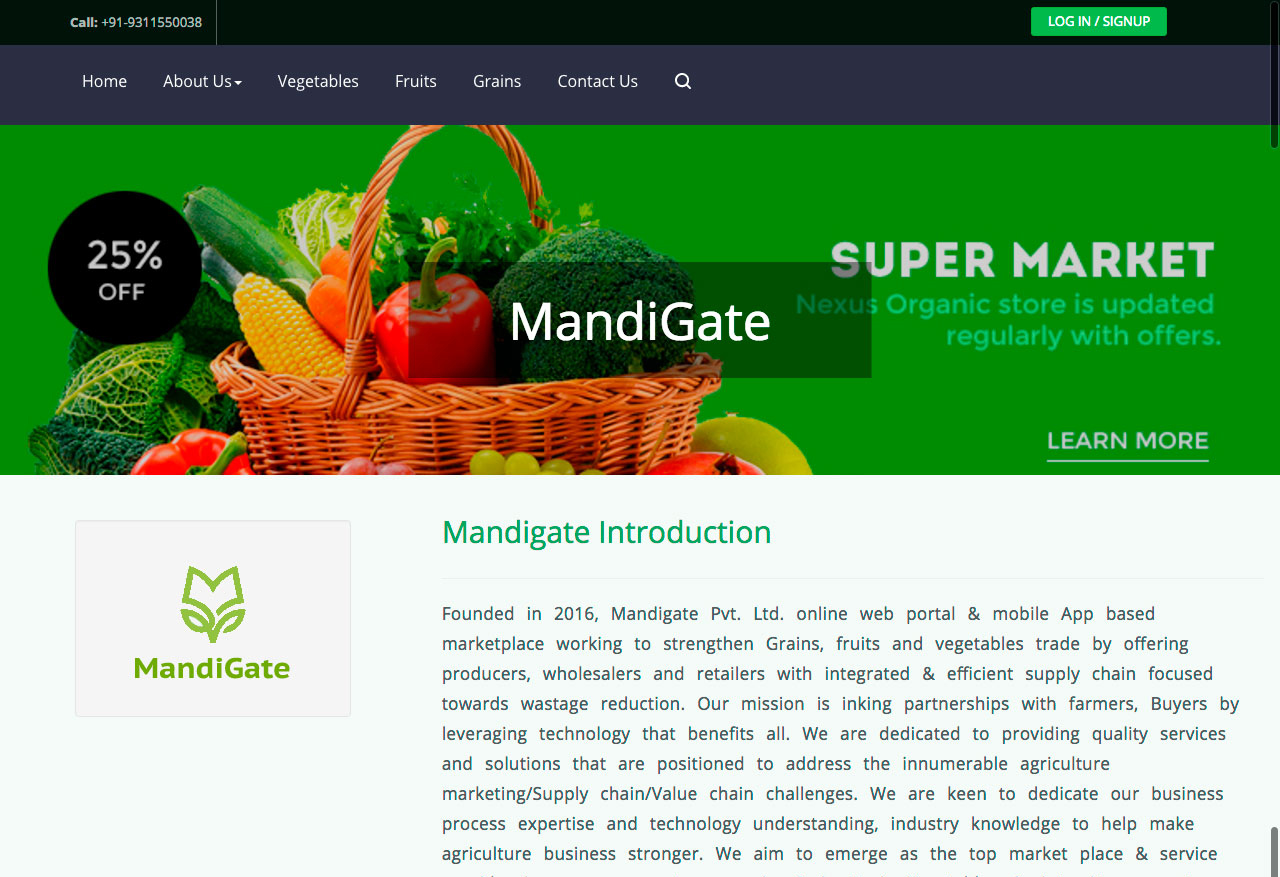 Call: +91-9311550038
LOG IN / SIGNUP
Home About Us Vegetables Fruits Grains Contact Us
25%
OFF
MandiGate
SUPER MARKET
Nexus Organic store is updated
regularly with offers.
LEARN MORE
MandiGate
Mandigate Introduction
Founded in 2016, Mandigate Pvt. Ltd. online web portal & mobile App based
marketplace working to strengthen Grains, fruits and vegetables trade by offering
producers, wholesalers and retailers with integrated & efficient supply chain focused
towards wastage reduction. Our mission is inking partnerships with farmers, Buyers by
leveraging technology that benefits all. We are dedicated to providing quality services
and solutions that are positioned to address the innumerable agriculture
marketing/Supply chain/Value chain challenges. We are keen to dedicate our business
process expertise and technology understanding, industry knowledge to help make
agriculture business stronger. We aim to emerge as the top market place & service